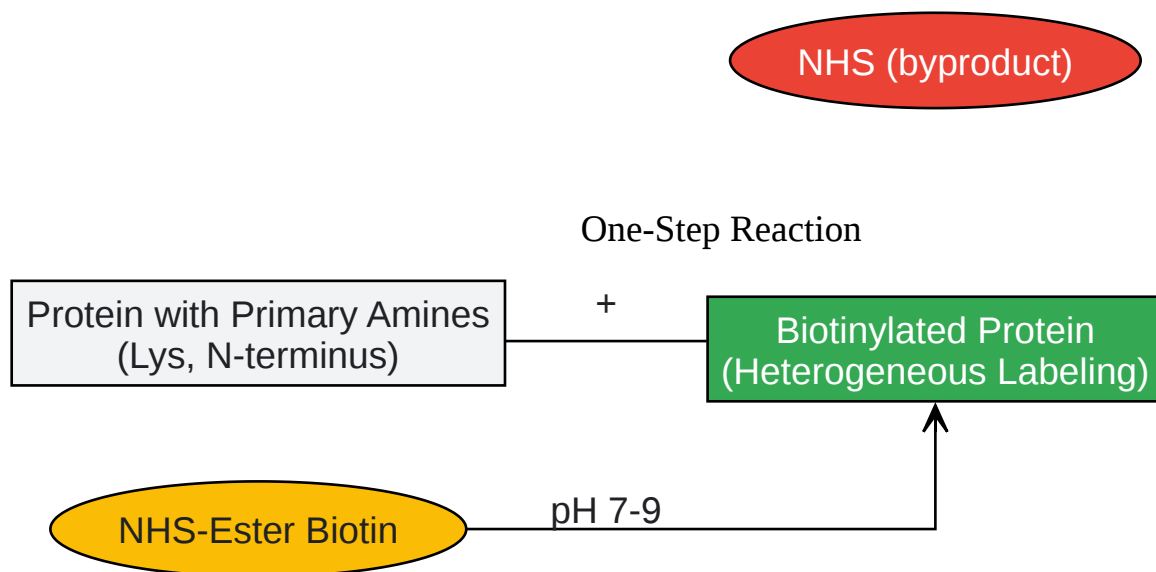 NHS (byproduct)
One-Step Reaction
Protein with Primary Amines
(Lys, N-terminus)
+
Biotinylated Protein
(Heterogeneous Labeling)
NHS-Ester Biotin
pH 7-9